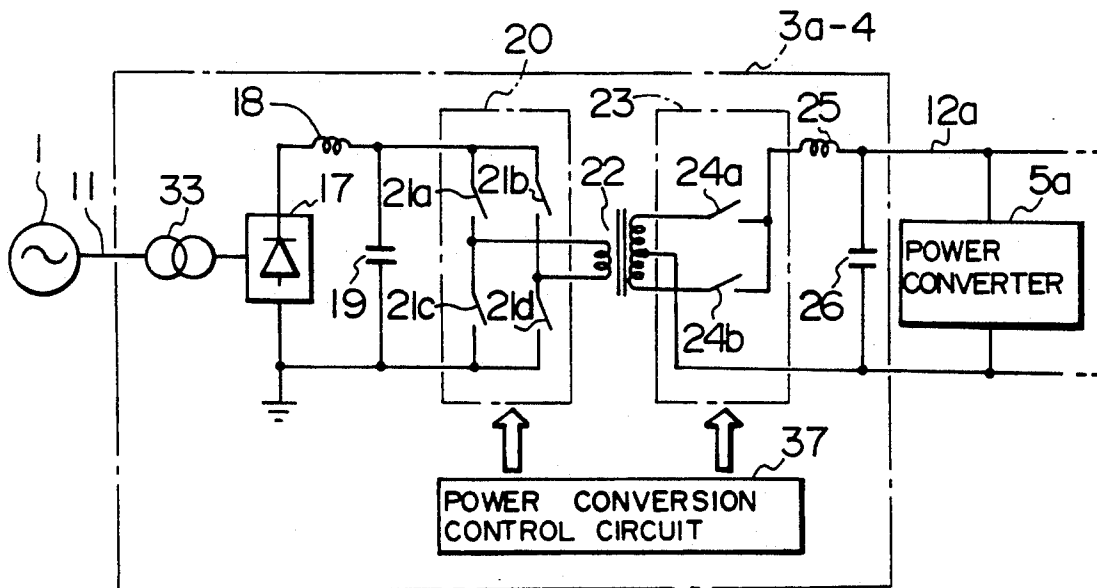 3a-4
20
18
23
25
12a
11
33
17
21a
21b
22
24a
5a
POWER
CONVERTER
19
21c
21d
24b
26
37
POWER CONVERSION
CONTROL CIRCUIT